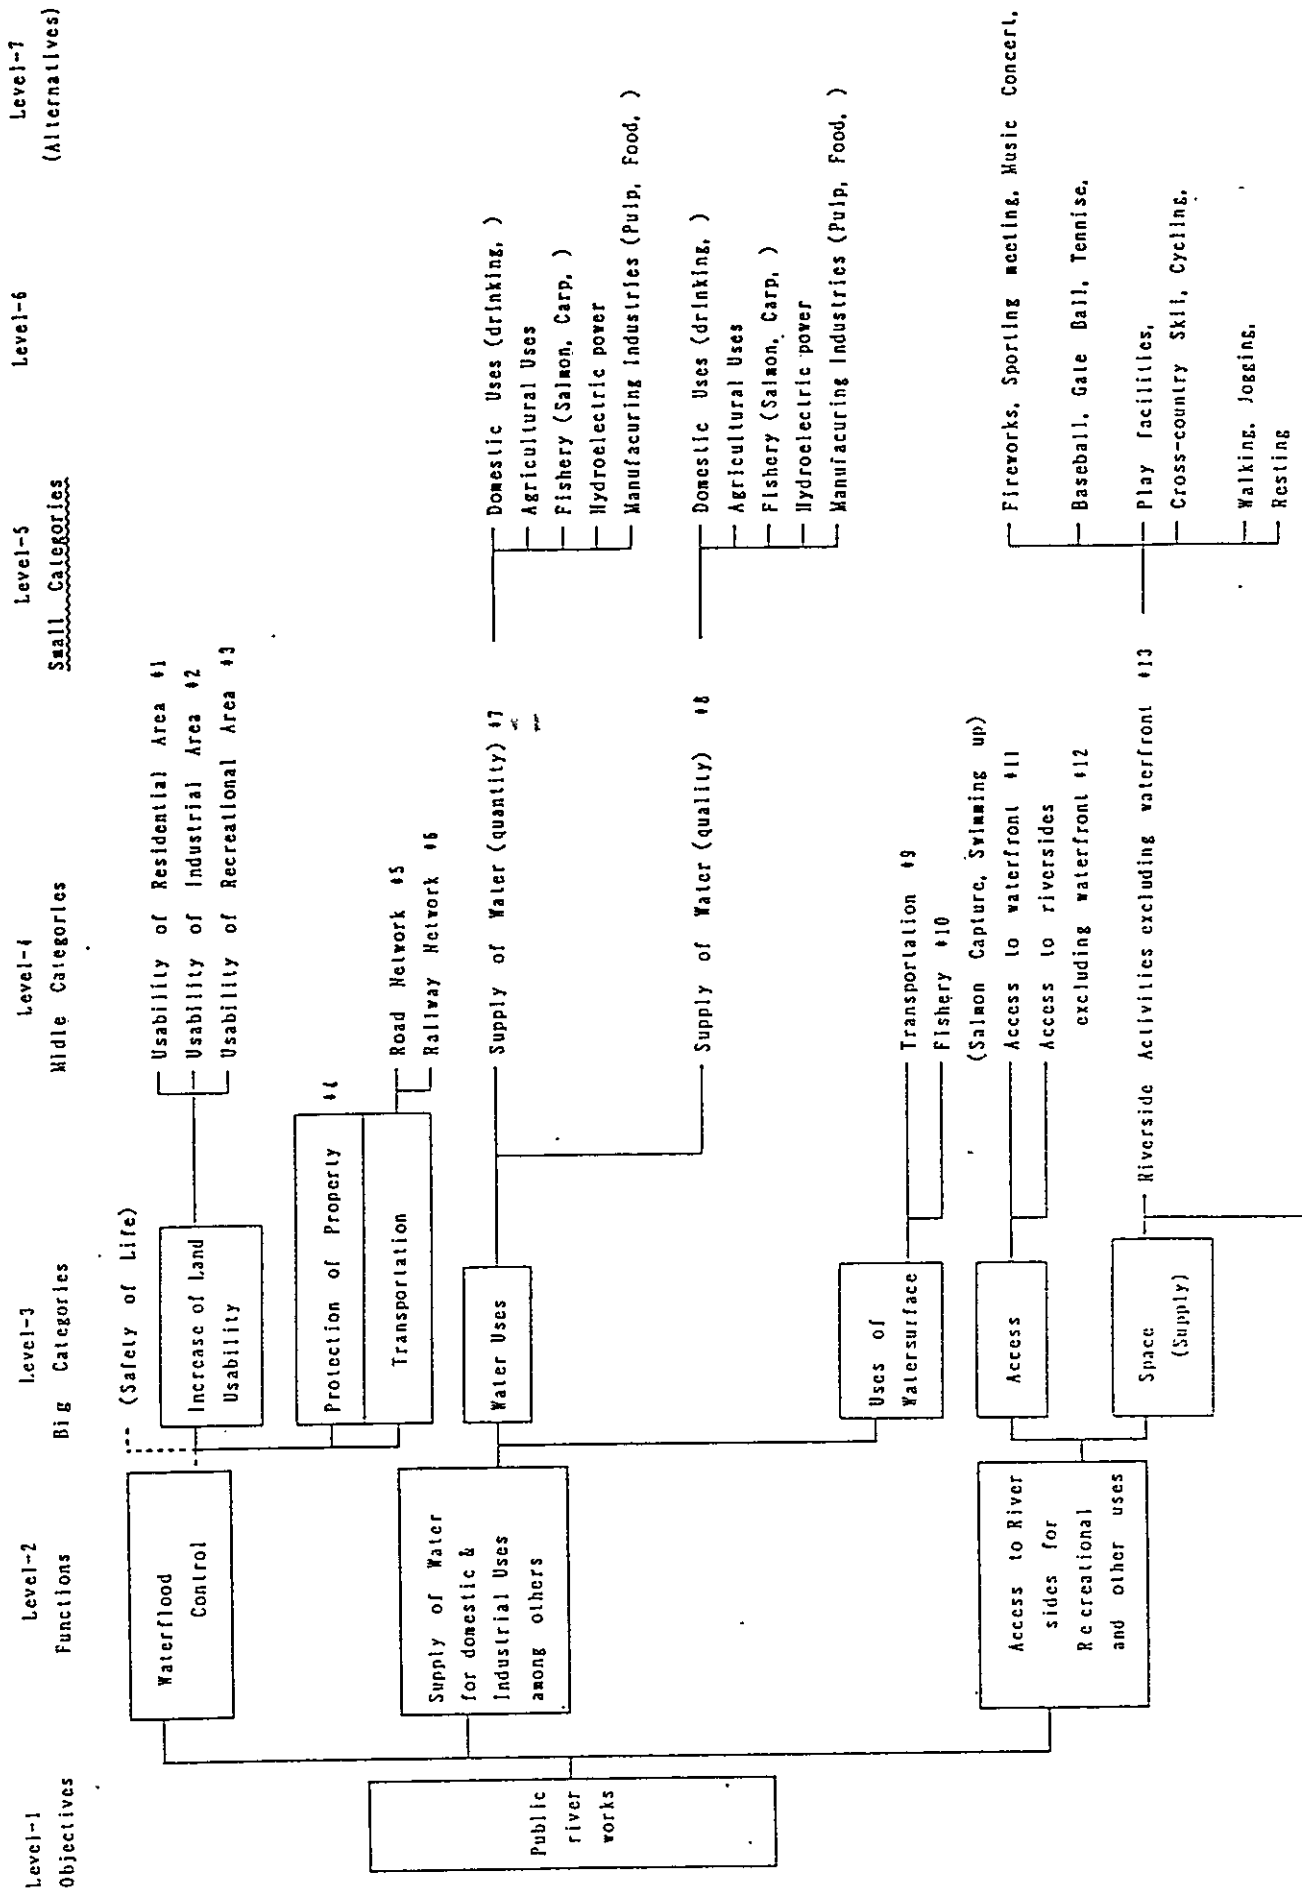 Level-1
Objectives
Level-2
Functions
Level-3
Big Categories
Level-4
Midle Categories
Level-5
Small Categories
Level-6
Level-7
(Alternatives)
Public
river
works
Waterflood
Control
Supply of Water
for domestic &
Industrial Uses
among others
Access to River
sides for
Recreational
and other uses
(Safety of Life)
Increase of Land
Usability
Protection of Property
#4
Transportation
Water Uses
Uses of
Watersurface
Access
Space
(Supply)
Usability of Residential Area #1
Usability of Industrial Area #2
Usability of Recreational Area #3
Road Network #5
Railway Network #6
Supply of Water (quantity) #7
Supply of Water (quality) #8
Transportation #9
Fishery #10
(Salmon Capture, Swimming up)
Access to waterfront #11
Access to riversides
excluding waterfront #12
Riverside Activities excluding waterfront #13
Domestic Uses (drinking, )
Agricultural Uses
Fishery (Salmon, Carp, )
Hydroelectric power
Manufacuring Industries (Pulp, Food, )
Domestic Uses (drinking, )
Agricultural Uses
Fishery (Salmon, Carp, )
Hydroelectric power
Manufacuring Industries (Pulp, Food, )
Fireworks, Sporting meeting, Music Concert,
Baseball, Gate Ball, Tennise,
Play facilities,
Cross-country Skil, Cycling,
Walking, Jogging,
Resting